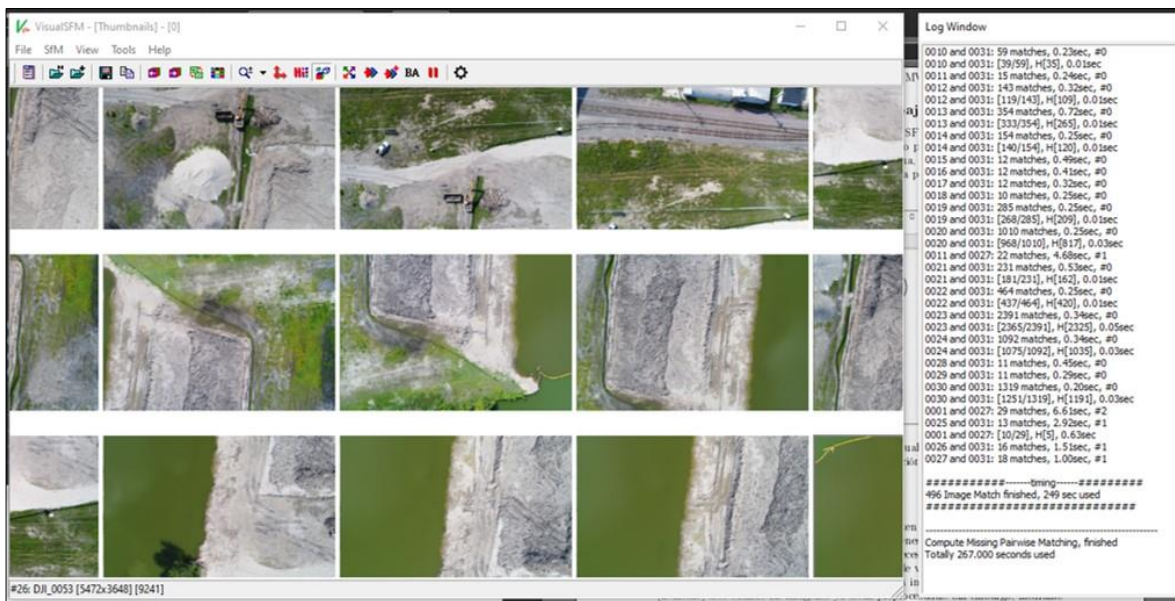 VisualSFM - [Thumbnails] - [0]
File SfM View Tools Help
BA
#26: DJI_0053 [5472x3648] [9241]
Log Window
0010 and 0031: 59 matches, 0.23sec, #0
0010 and 0031: [39/59], H[35], 0.01sec
0011 and 0031: 15 matches, 0.24sec, #0
0012 and 0031: 143 matches, 0.32sec, #0
0012 and 0031: [119/143], H[109], 0.01sec
0013 and 0031: 354 matches, 0.72sec, #0
0013 and 0031: [333/354], H[265], 0.01sec
0014 and 0031: 154 matches, 0.25sec, #0
0014 and 0031: [140/154], H[120], 0.01sec
0015 and 0031: 12 matches, 0.49sec, #0
0016 and 0031: 12 matches, 0.41sec, #0
0017 and 0031: 12 matches, 0.32sec, #0
0018 and 0031: 10 matches, 0.25sec, #0
0019 and 0031: 285 matches, 0.25sec, #0
0019 and 0031: [268/285], H[209], 0.01sec
0020 and 0031: 1010 matches, 0.25sec, #0
0020 and 0031: [968/1010], H[817], 0.03sec
0011 and 0027: 22 matches, 4.68sec, #1
0021 and 0031: 231 matches, 0.53sec, #0
0021 and 0031: [181/231], H[162], 0.01sec
0022 and 0031: 464 matches, 0.25sec, #0
0022 and 0031: [437/464], H[420], 0.01sec
0023 and 0031: 2391 matches, 0.34sec, #0
0023 and 0031: [2365/2391], H[2325], 0.05sec
0024 and 0031: 1092 matches, 0.34sec, #0
0024 and 0031: [1075/1092], H[1035], 0.03sec
0028 and 0031: 11 matches, 0.45sec, #0
0029 and 0031: 11 matches, 0.29sec, #0
0030 and 0031: 1319 matches, 0.20sec, #0
0030 and 0031: [1251/1319], H[1191], 0.03sec
0001 and 0027: 29 matches, 6.61sec, #2
0025 and 0031: 13 matches, 2.92sec, #1
0001 and 0027: [10/29], H[5], 0.63sec
0026 and 0031: 16 matches, 1.51sec, #1
0027 and 0031: 18 matches, 1.00sec, #1
###########-------timing------#########
496 Image Match finished, 249 sec used
#############################
----------------------------------------------------------------
Compute Missing Pairwise Matching, finished
Totally 267.000 seconds used